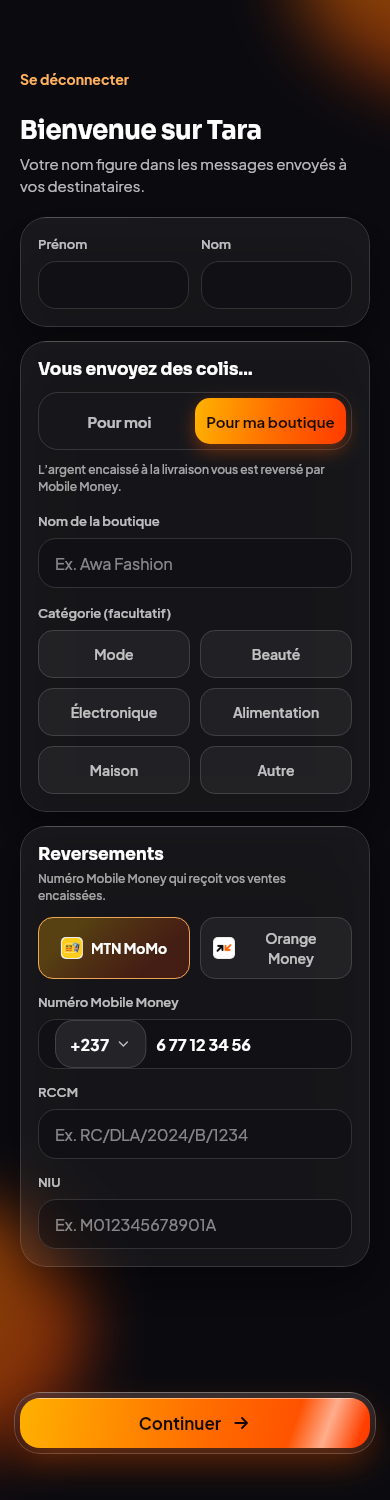 Se déconnecter
Bienvenue sur Tara
Votre nom figure dans les messages envoyés à
vos destinataires.
Prénom Nom
Vous envoyez des colis...
Pour moi Pour ma boutique
L'argent encaissé à la livraison vous est reversé par
Mobile Money.
Nom de la boutique
Ex. Awa Fashion
Catégorie (facultatif)
Mode Beauté
Électronique Alimentation
Maison Autre
Reversements
Numéro Mobile Money qui reçoit vos ventes
encaissées.
MTN MoMo Orange
Money
Numéro Mobile Money
+237 6 77 12 34 56
RCCM
Ex. RC/DLA/2024/B/1234
NIU
Ex. M012345678901A
Continuer →